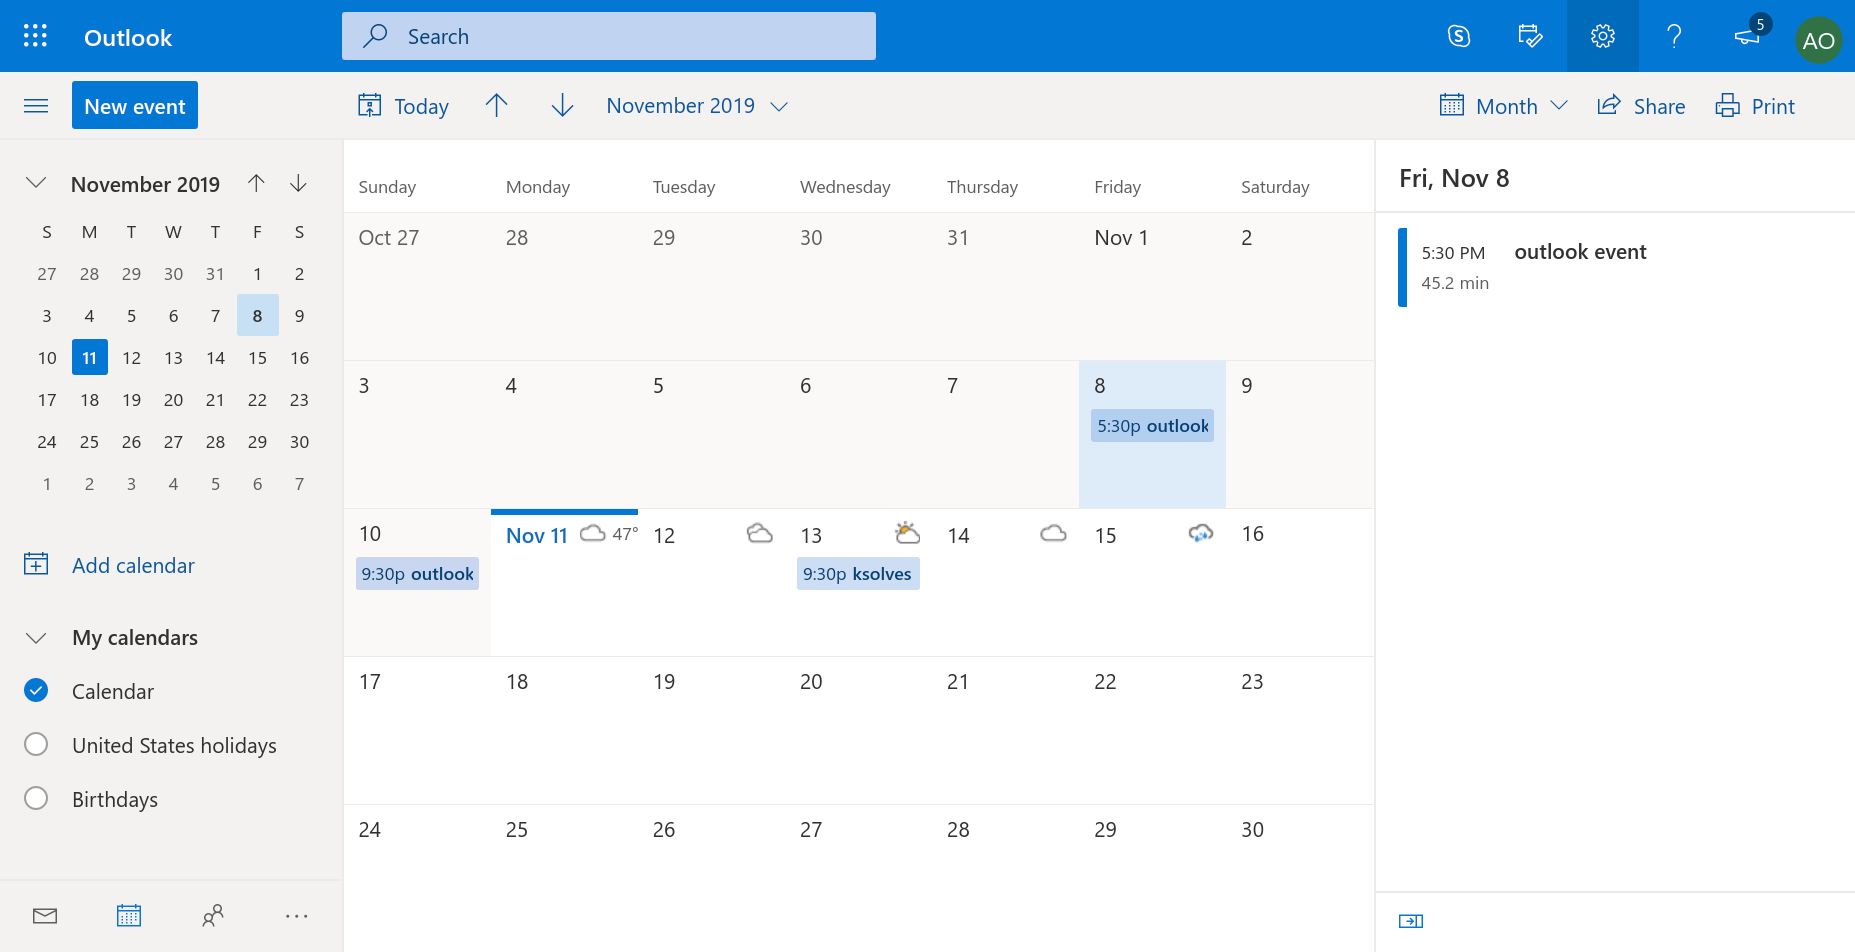 Outlook
Search
5
AO
New event
Today
November 2019
Month
Share
Print
November 2019
S M T W T F S
27 28 29 30 31 1 2
3 4 5 6 7 8 9
10 11 12 13 14 15 16
17 18 19 20 21 22 23
24 25 26 27 28 29 30
1 2 3 4 5 6 7
Add calendar
My calendars
Calendar
United States holidays
Birthdays
Sunday Monday Tuesday Wednesday Thursday Friday Saturday
Oct 27 28 29 30 31 Nov 1 2
3 4 5 6 7 8 9
5:30p outlook
10 Nov 11 47° 12 13 14 15 16
9:30p outlook 9:30p ksolves
17 18 19 20 21 22 23
24 25 26 27 28 29 30
Fri, Nov 8
5:30 PM outlook event
45.2 min